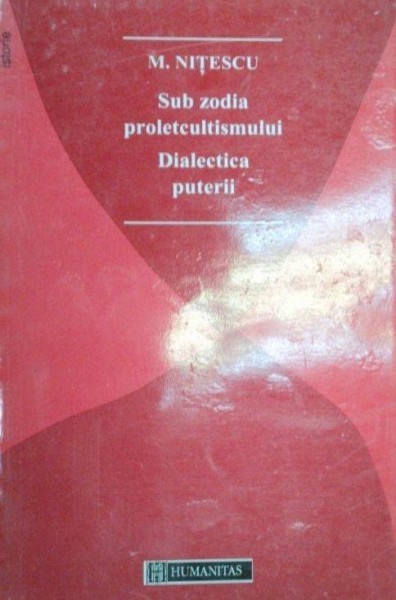 istorie
M. NIȚESCU
Sub zodia
proletcultismului
Dialectica
puterii
HUMANITAS